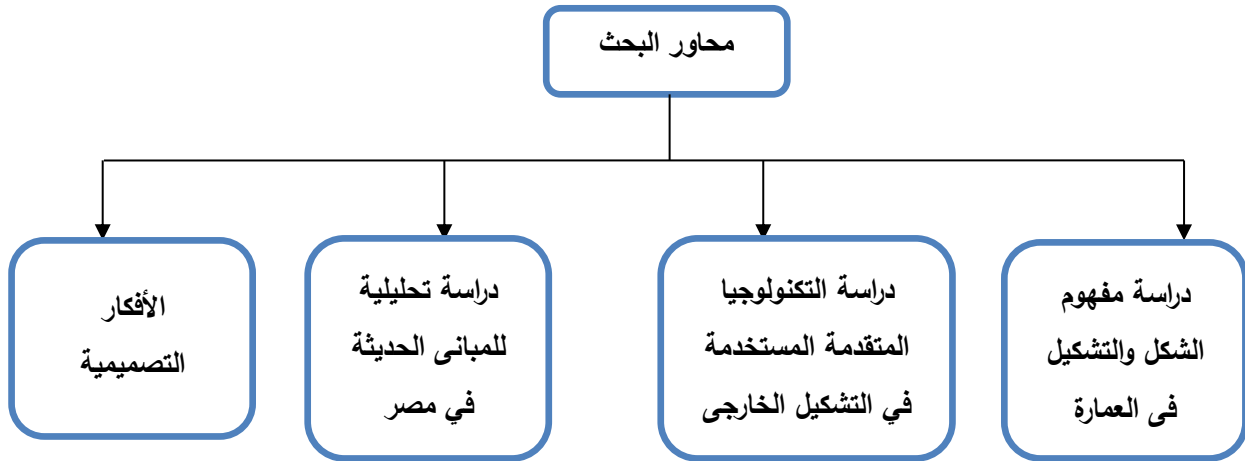 محاور البحث
دراسة مفهوم
الشكل والتشكيل
فى العمارة
دراسة التكنولوجيا
المتقدمة المستخدمة
في التشكيل الخارجى
دراسة تحليلية
للمبانى الحديثة
في مصر
الأفكار
التصميمية